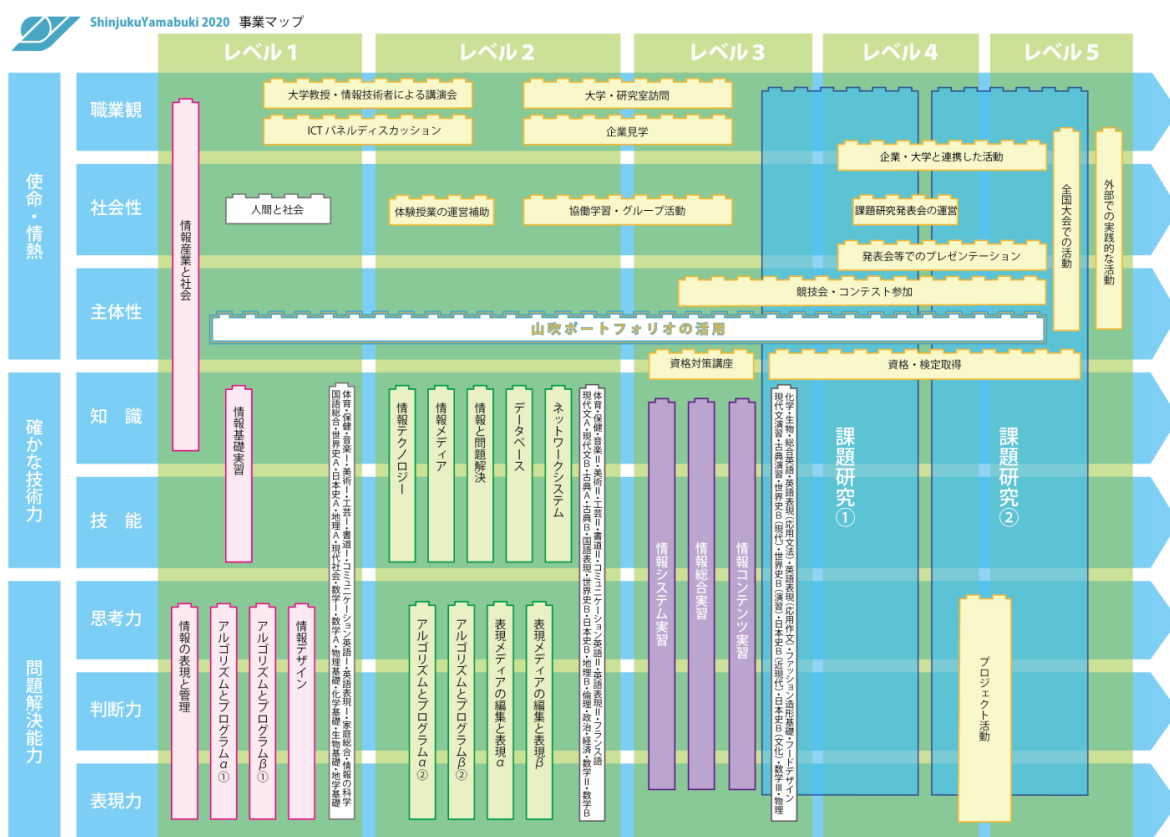 ShinjukuYamabuki 2020 事業マップ
レベル1
レベル2
レベル3
レベル4
レベル5
使命・情熱
職業観
社会性
主体性
大学教授・情報技術者による講演会
ICTパネルディスカッション
大学・研究室訪問
企業見学
企業・大学と連携した活動
情報産業と社会
人間と社会
体験授業の運営補助
協働学習・グループ活動
課題研究発表会の運営
発表会等でのプレゼンテーション
全国大会での活動
外部での実践的な活動
競技会・コンテスト参加
山吹ポートフォリオの活用
資格対策講座
資格・検定取得
確かな技術力
知 識
技 能
情報基礎実習
体育・保健・音楽Ⅰ・美術Ⅰ・工芸Ⅰ・書道Ⅰ・コミュニケーション英語Ⅰ・英語表現Ⅰ・家庭総合・情報の科学
国語総合・世界史A・日本史A・地理A・現代社会・数学Ⅰ・数学A・物理基礎・化学基礎・生物基礎・地学基礎
情報テクノロジー
情報メディア
情報と問題解決
データベース
ネットワークシステム
体育・保健・音楽Ⅱ・美術Ⅱ・工芸Ⅱ・書道Ⅱ・コミュニケーション英語Ⅱ・英語表現Ⅱ・フランス語
現代文A・現代文B・古典A・古典B・国語表現・世界史B・日本史B・地理B・倫理・政治・経済・数学Ⅱ・数学B
情報システム実習
情報総合実習
情報コンテンツ実習
化学・生物・総合英語・英語表現(応用文法)・英語表現(応用作文)・ファッション造形基礎・フードデザイン
現代文演習・古典演習・世界史B(現代)・世界史B(演習)・日本史B(近現代)・日本史B(文化)・数学Ⅲ・物理
課題研究①
課題研究②
問題解決能力
思考力
判断力
表現力
情報の表現と管理
アルゴリズムとプログラムα①
アルゴリズムとプログラムβ①
情報デザイン
アルゴリズムとプログラムα②
アルゴリズムとプログラムβ②
表現メディアの編集と表現α
表現メディアの編集と表現β
プロジェクト活動